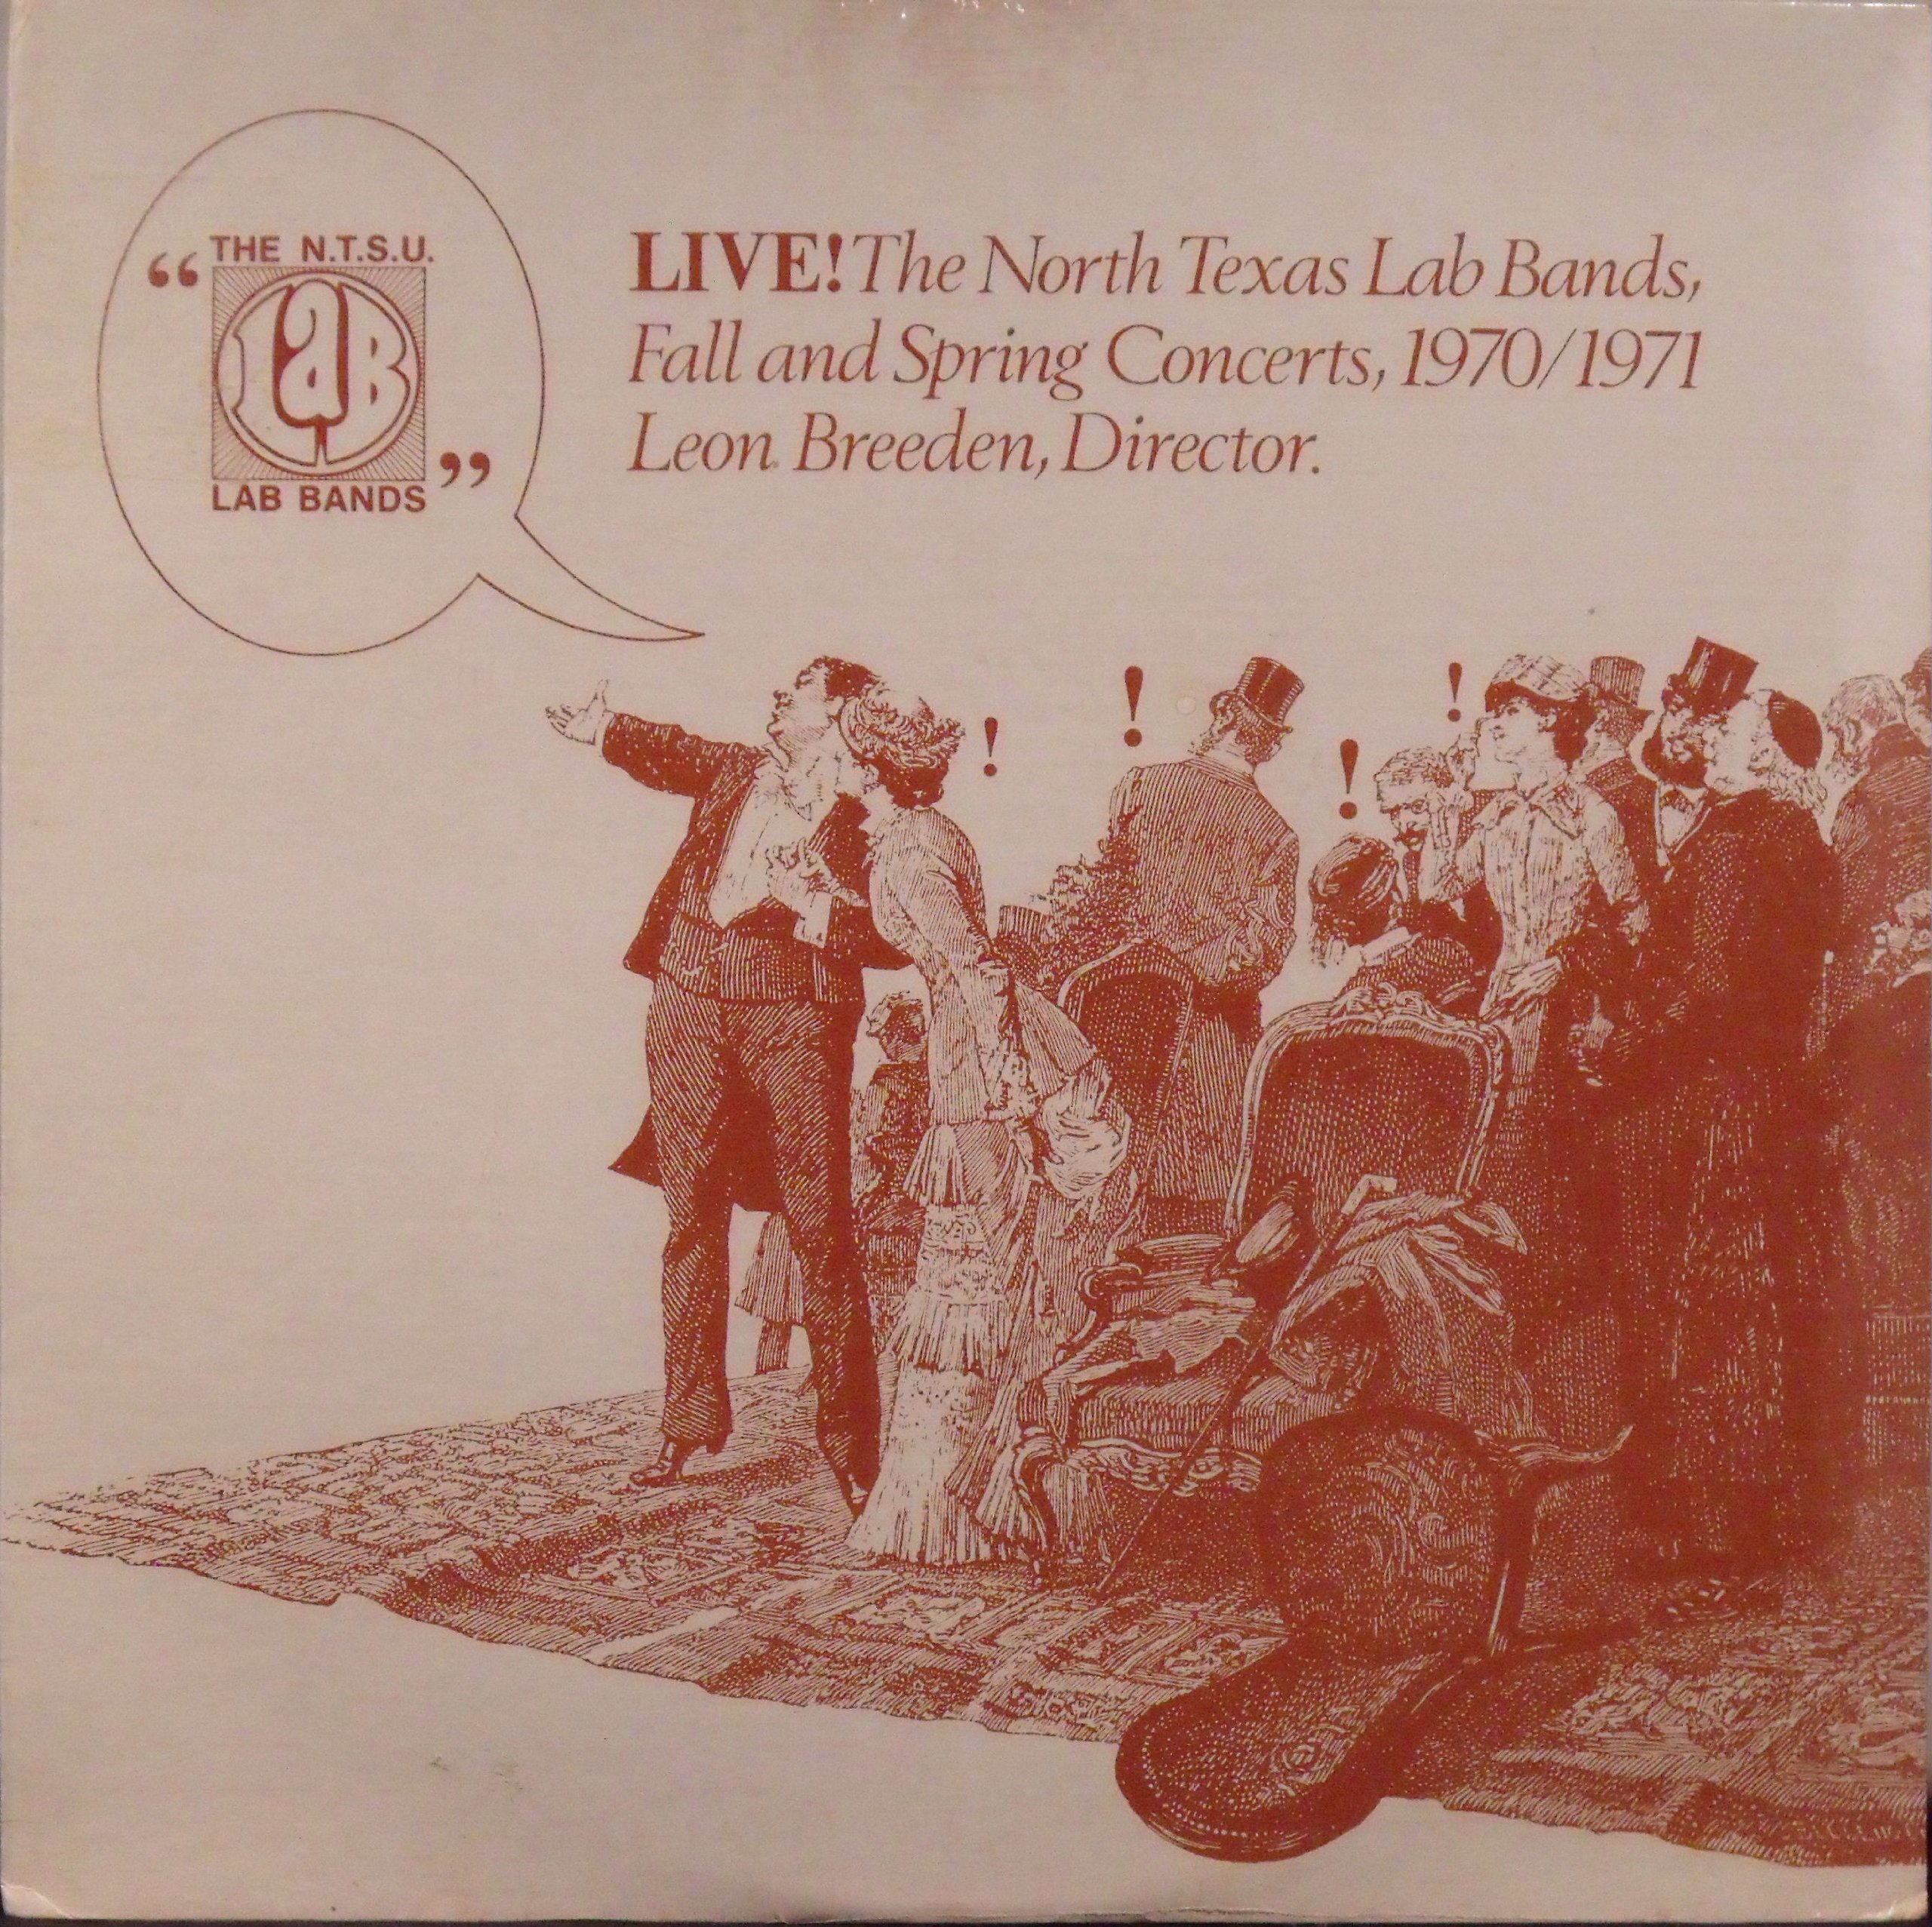 THE N.T.S.U.
“LAB”
LAB BANDS
LIVE! The North Texas Lab Bands,
Fall and Spring Concerts, 1970/1971
Leon Breeden, Director.
! ! ! !